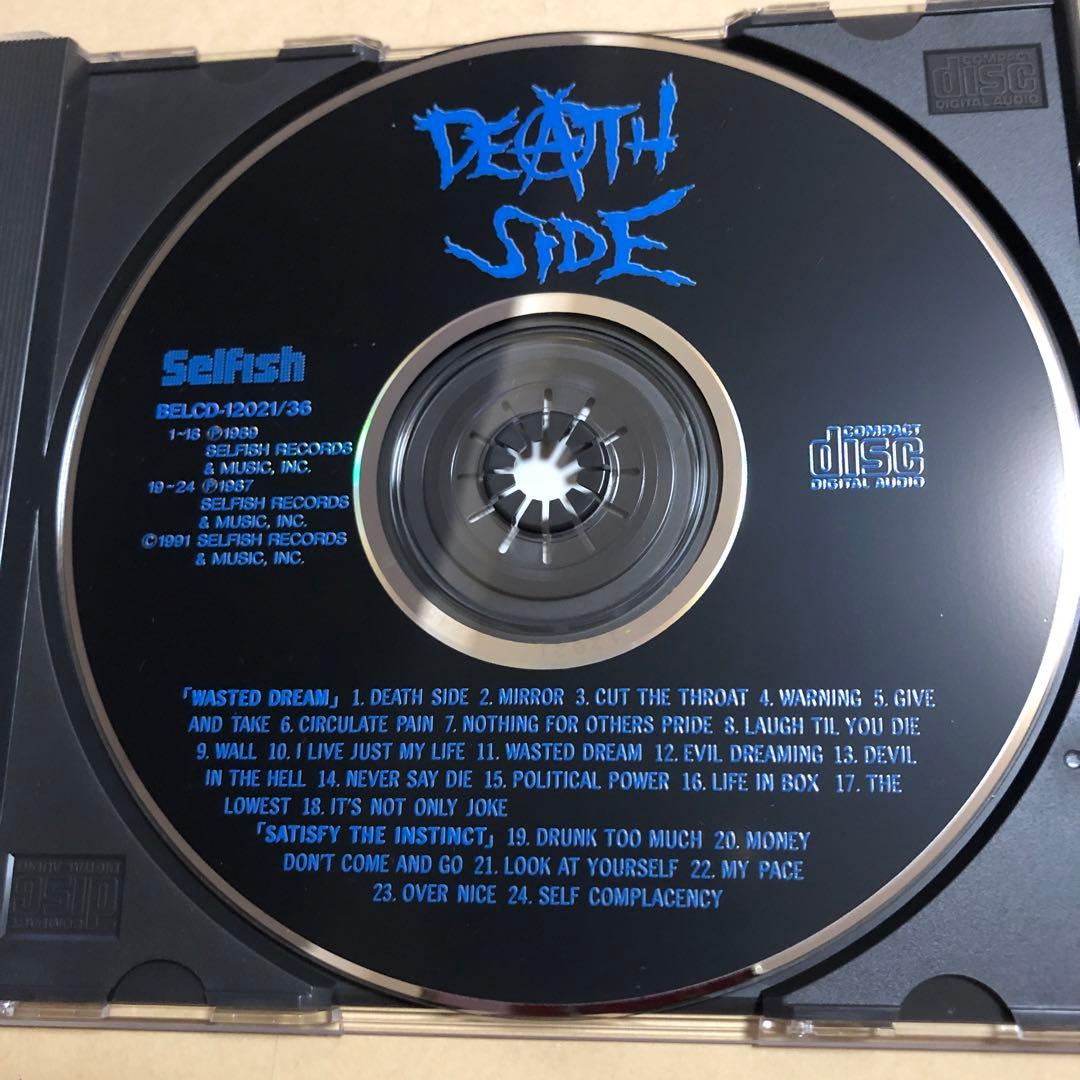 DEATH
SIDE
COMPACT
disc
DIGITAL AUDIO
Selfish
BELCD-12021/36
1~18 Ⓟ1989
SELFISH RECORDS
& MUSIC, INC.
19~24 Ⓟ1987
SELFISH RECORDS
& MUSIC, INC.
©1991 SELFISH RECORDS
& MUSIC, INC.
COMPACT
disc
DIGITAL AUDIO
「WASTED DREAM」 1. DEATH SIDE 2. MIRROR 3. CUT THE THROAT 4. WARNING 5. GIVE
AND TAKE 6. CIRCULATE PAIN 7. NOTHING FOR OTHERS PRIDE 8. LAUGH TIL YOU DIE
9. WALL 10. I LIVE JUST MY LIFE 11. WASTED DREAM 12. EVIL DREAMING 13. DEVIL
IN THE HELL 14. NEVER SAY DIE 15. POLITICAL POWER 16. LIFE IN BOX 17. THE
LOWEST 18. IT'S NOT ONLY JOKE
「SATISFY THE INSTINCT」 19. DRUNK TOO MUCH 20. MONEY
DON'T COME AND GO 21. LOOK AT YOURSELF 22. MY PACE
23. OVER NICE 24. SELF COMPLACENCY
COMPACT
disc
DIGITAL AUDIO